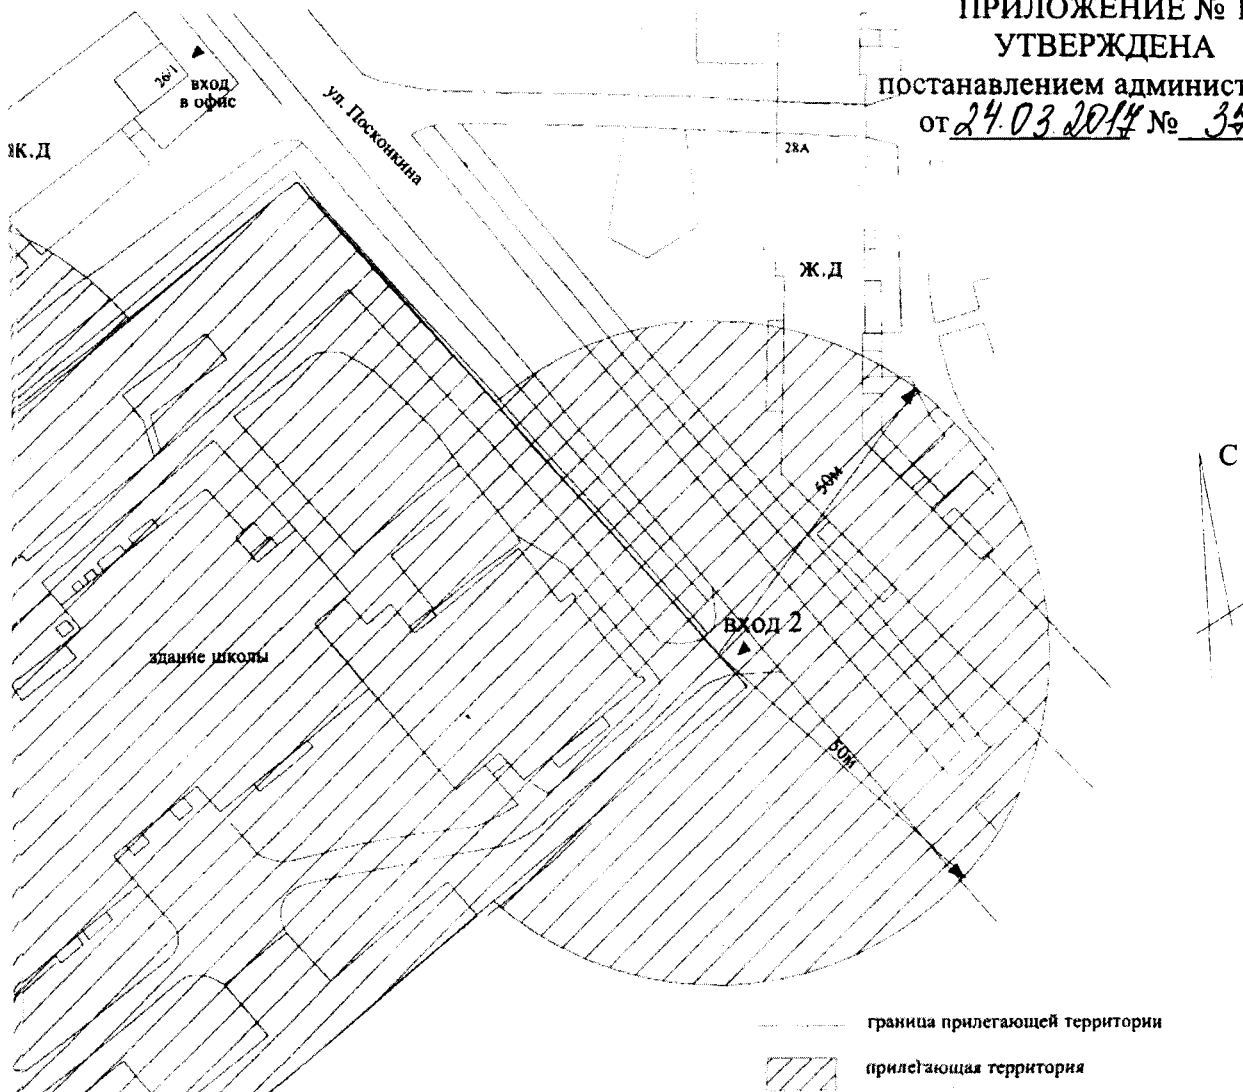 ПРИЛОЖЕНИЕ №
УТВЕРЖДЕНА
постанавлением админист
от 24.03.2017 №
26/1
вход
в офис
ж.д
ул. Посконкина
28А
Ж.Д
50м
С
вход 2
здание школы
50м
граница прилегающей территории
прилегающая территория